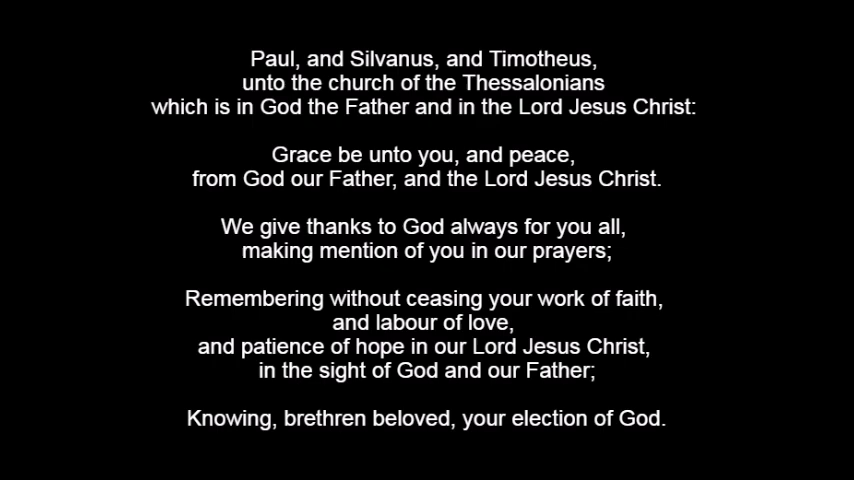 Paul, and Silvanus, and Timotheus,
unto the church of the Thessalonians
which is in God the Father and in the Lord Jesus Christ:
Grace be unto you, and peace,
from God our Father, and the Lord Jesus Christ.
We give thanks to God always for you all,
making mention of you in our prayers;
Remembering without ceasing your work of faith,
and labour of love,
and patience of hope in our Lord Jesus Christ,
in the sight of God and our Father;
Knowing, brethren beloved, your election of God.